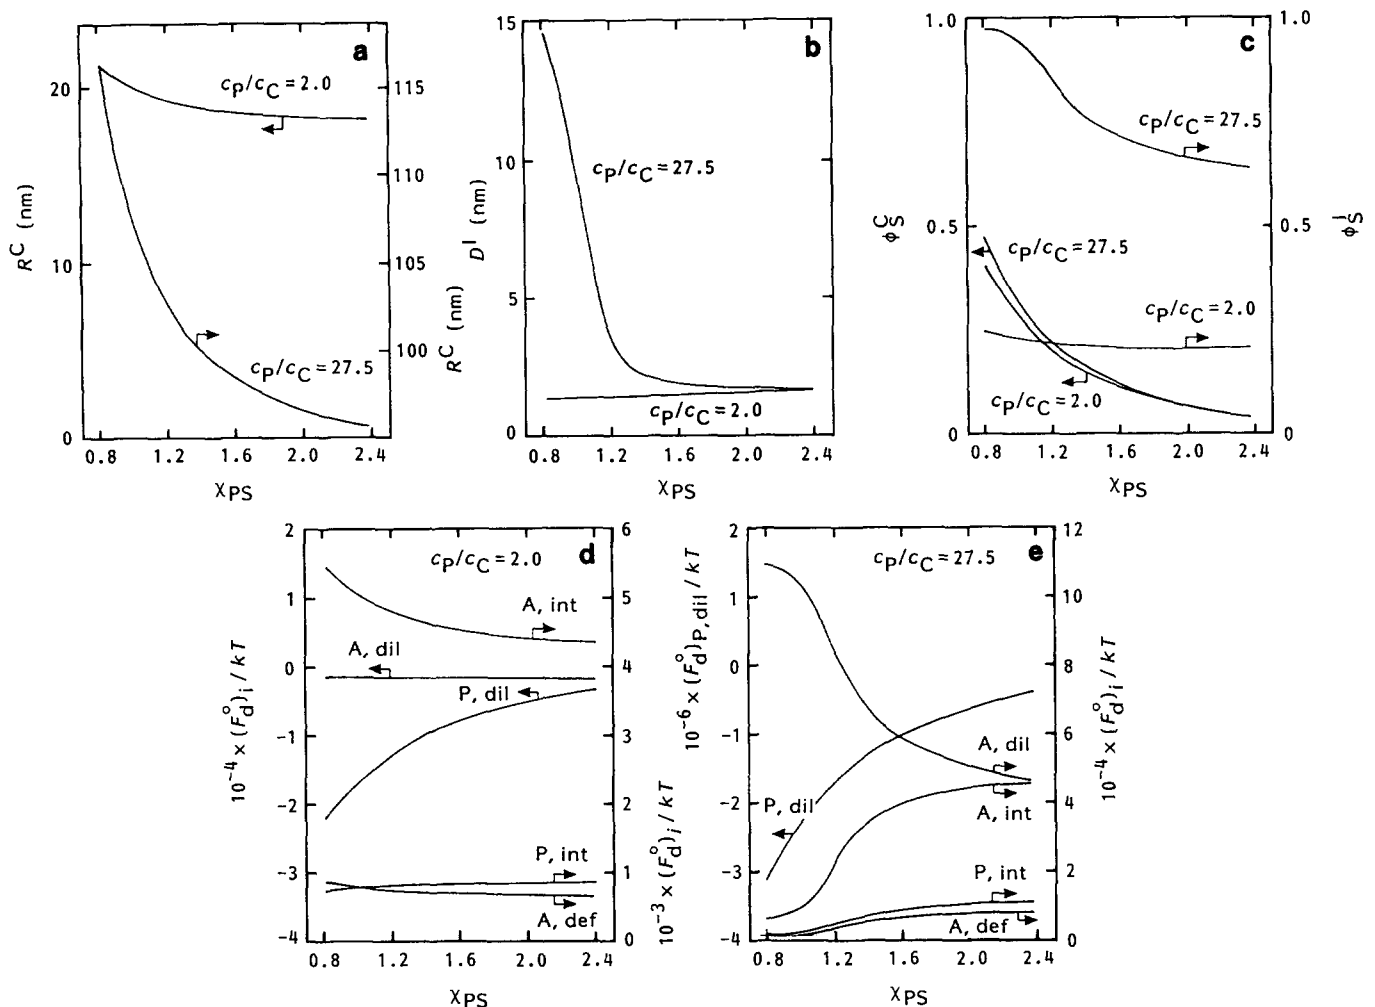 a
20
10
0
R^C (nm)
c_P/c_C = 2.0
c_P/c_C = 27.5
115
110
105
100
R^C (nm)
0.8 1.2 1.6 2.0 2.4
χ_PS
b
15
10
5
0
D^I (nm)
c_P/c_C = 27.5
c_P/c_C = 2.0
0.8 1.2 1.6 2.0 2.4
χ_PS
c
1.0
0.5
0
ϕ_S^C
c_P/c_C = 27.5
c_P/c_C = 27.5
c_P/c_C = 2.0
c_P/c_C = 2.0
1.0
0.5
0
ϕ_S^I
0.8 1.2 1.6 2.0 2.4
χ_PS
d
c_P/c_C = 2.0
2
1
0
-1
-2
-3
-4
10^-4 × (F_d^o)_i / kT
A, int
A, dil
P, dil
P, int
A, def
6
5
4
3
2
1
0
10^-3 × (F_d^o)_i / kT
0.8 1.2 1.6 2.0 2.4
χ_PS
e
c_P/c_C = 27.5
2
1
0
-1
-2
-3
-4
10^-6 × (F_d^o)_P, dil / kT
P, dil
A, dil
A, int
P, int
A, def
12
10
8
6
4
2
0
10^-4 × (F_d^o)_i / kT
0.8 1.2 1.6 2.0 2.4
χ_PS